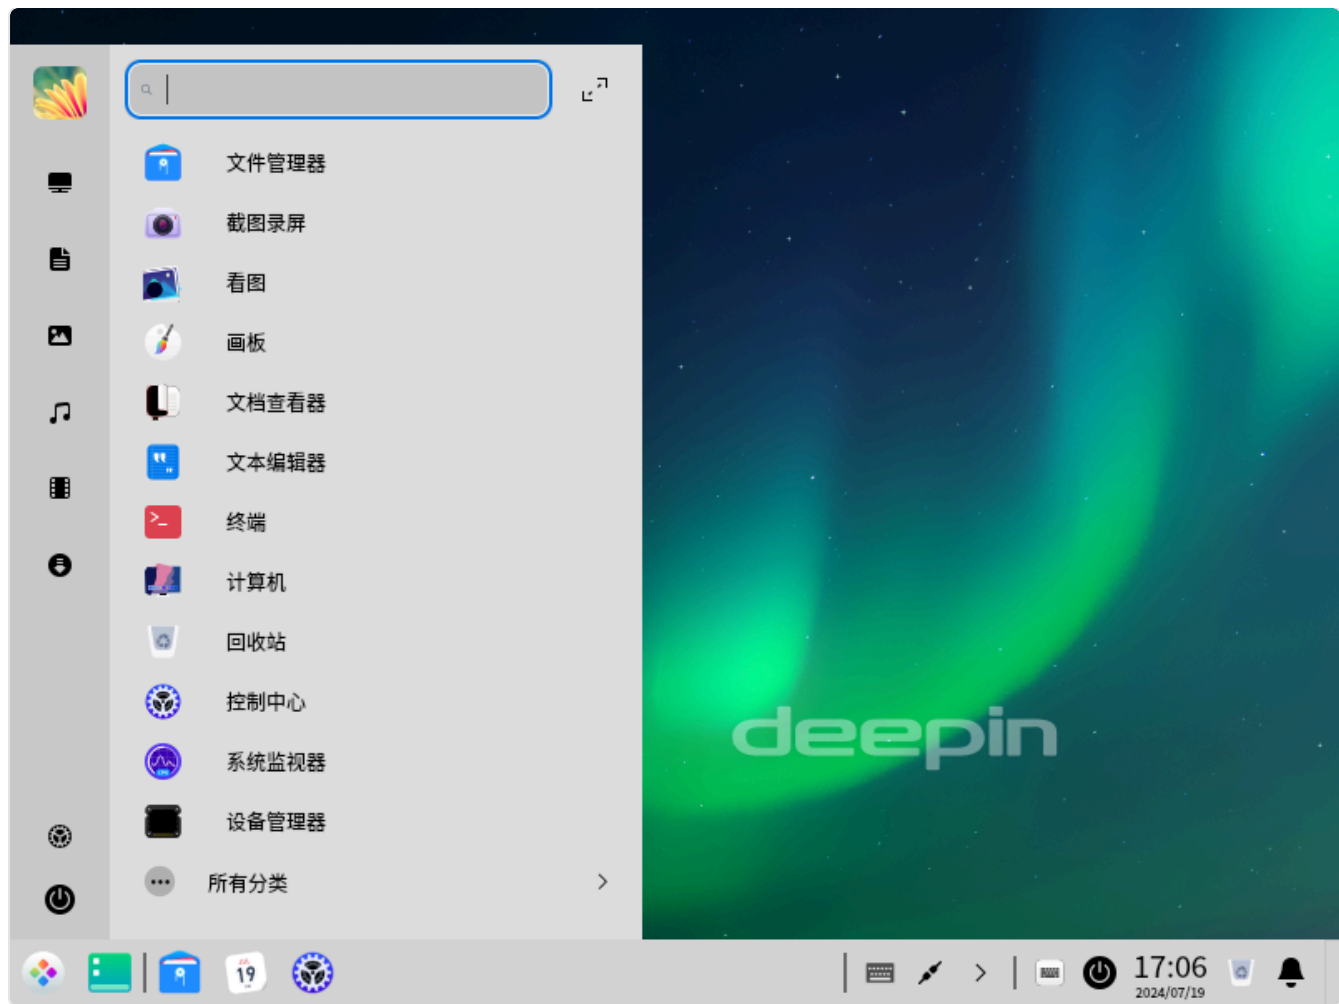 文件管理器
截图录屏
看图
画板
文档查看器
文本编辑器
终端
计算机
回收站
控制中心
系统监视器
设备管理器
所有分类
deepin
19
17:06
2024/07/19